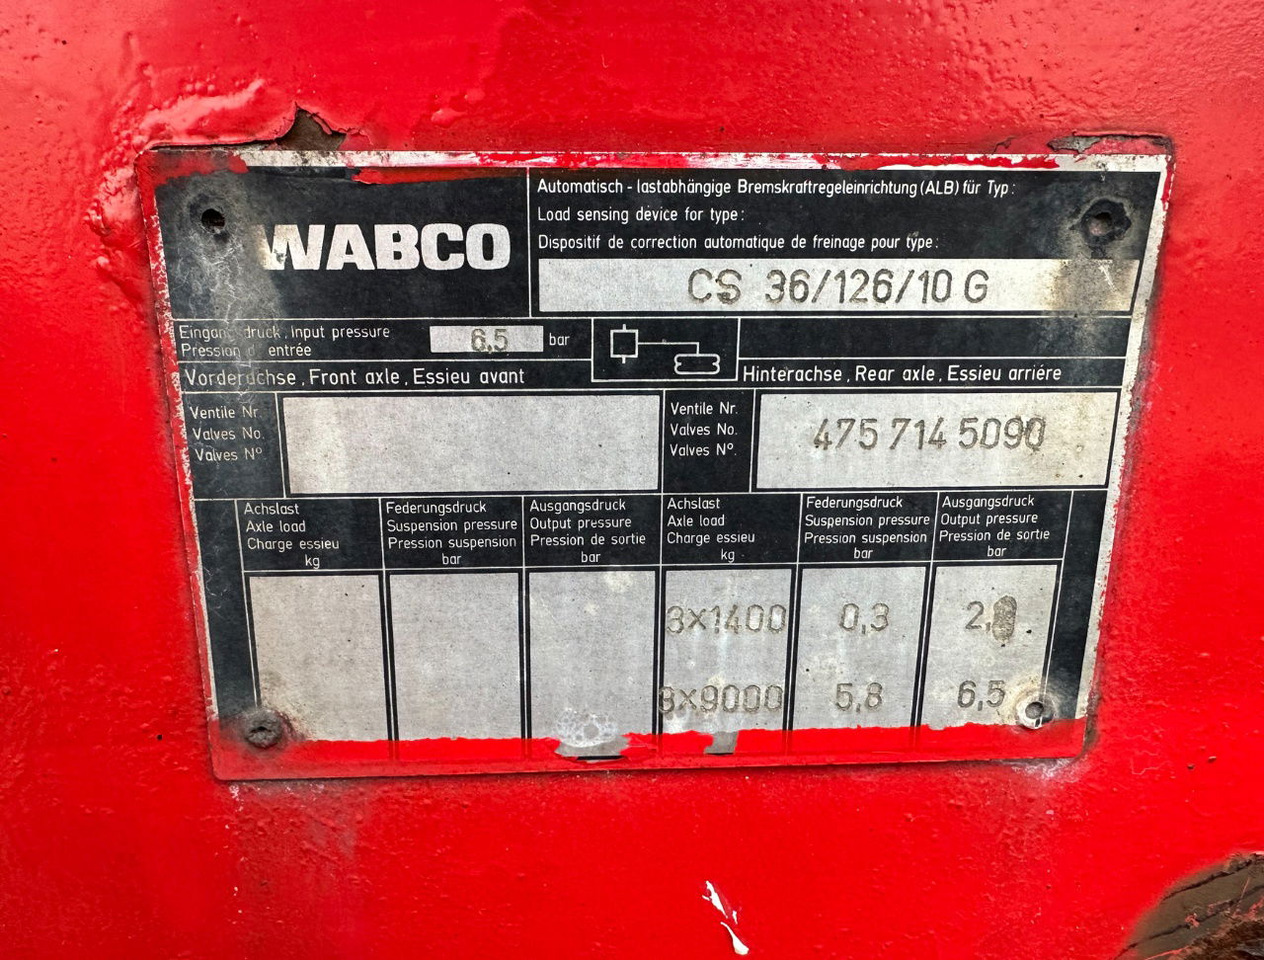 WABCO
Automatisch - lastabhängige Bremskraftregeleinrichtung (ALB) für Typ:
Load sensing device for type:
Dispositif de correction automatique de freinage pour type:
CS 36/126/10 G
druck, Input pressure
Pression d'entrée
6,5 bar
Vorderachse, Front axle, Essieu avant
Hinterachse, Rear axle, Essieu arriére
Ventile Nr.
Valves No.
Valves N°
Ventile Nr.
Valves No.
Valves N°.
475 714 5090
Achslast
Axle load
Charge essieu
kg
Federungsdruck
Suspension pressure
Pression suspension
bar
Ausgangsdruck
Output pressure
Pression de sortie
bar
Achslast
Axle load
Charge essieu
kg
Federungsdruck
Suspension pressure
Pression suspension
bar
Ausgangsdruck
Output pressure
Pression de sortie
bar
3x1400 0,3
3x9000 5,8 6,5